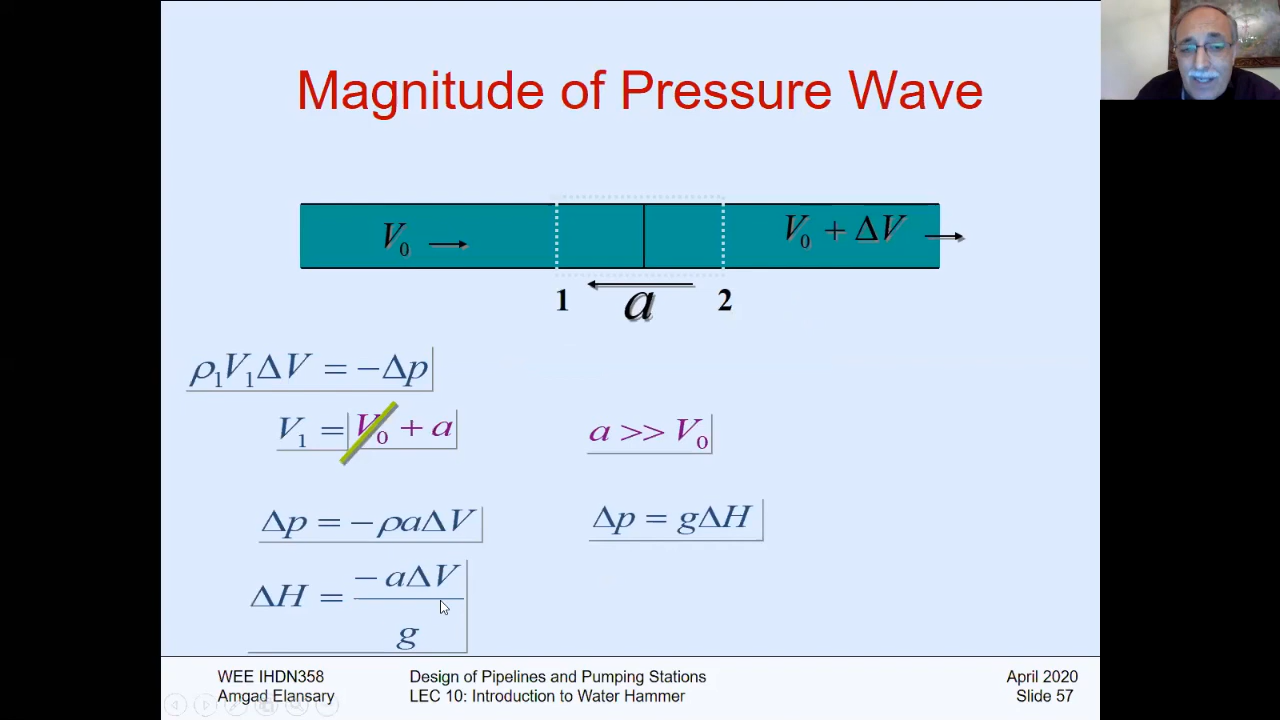 Magnitude of Pressure Wave
V₀ → V₀ + ΔV →
1 a 2
ρ₁V₁ΔV = −Δp
V₁ = V₀ + a a >> V₀
Δp = −ρaΔV Δp = gΔH
ΔH = −aΔV / g
WEE IHDN358 Design of Pipelines and Pumping Stations April 2020
Amgad Elansary LEC 10: Introduction to Water Hammer Slide 57